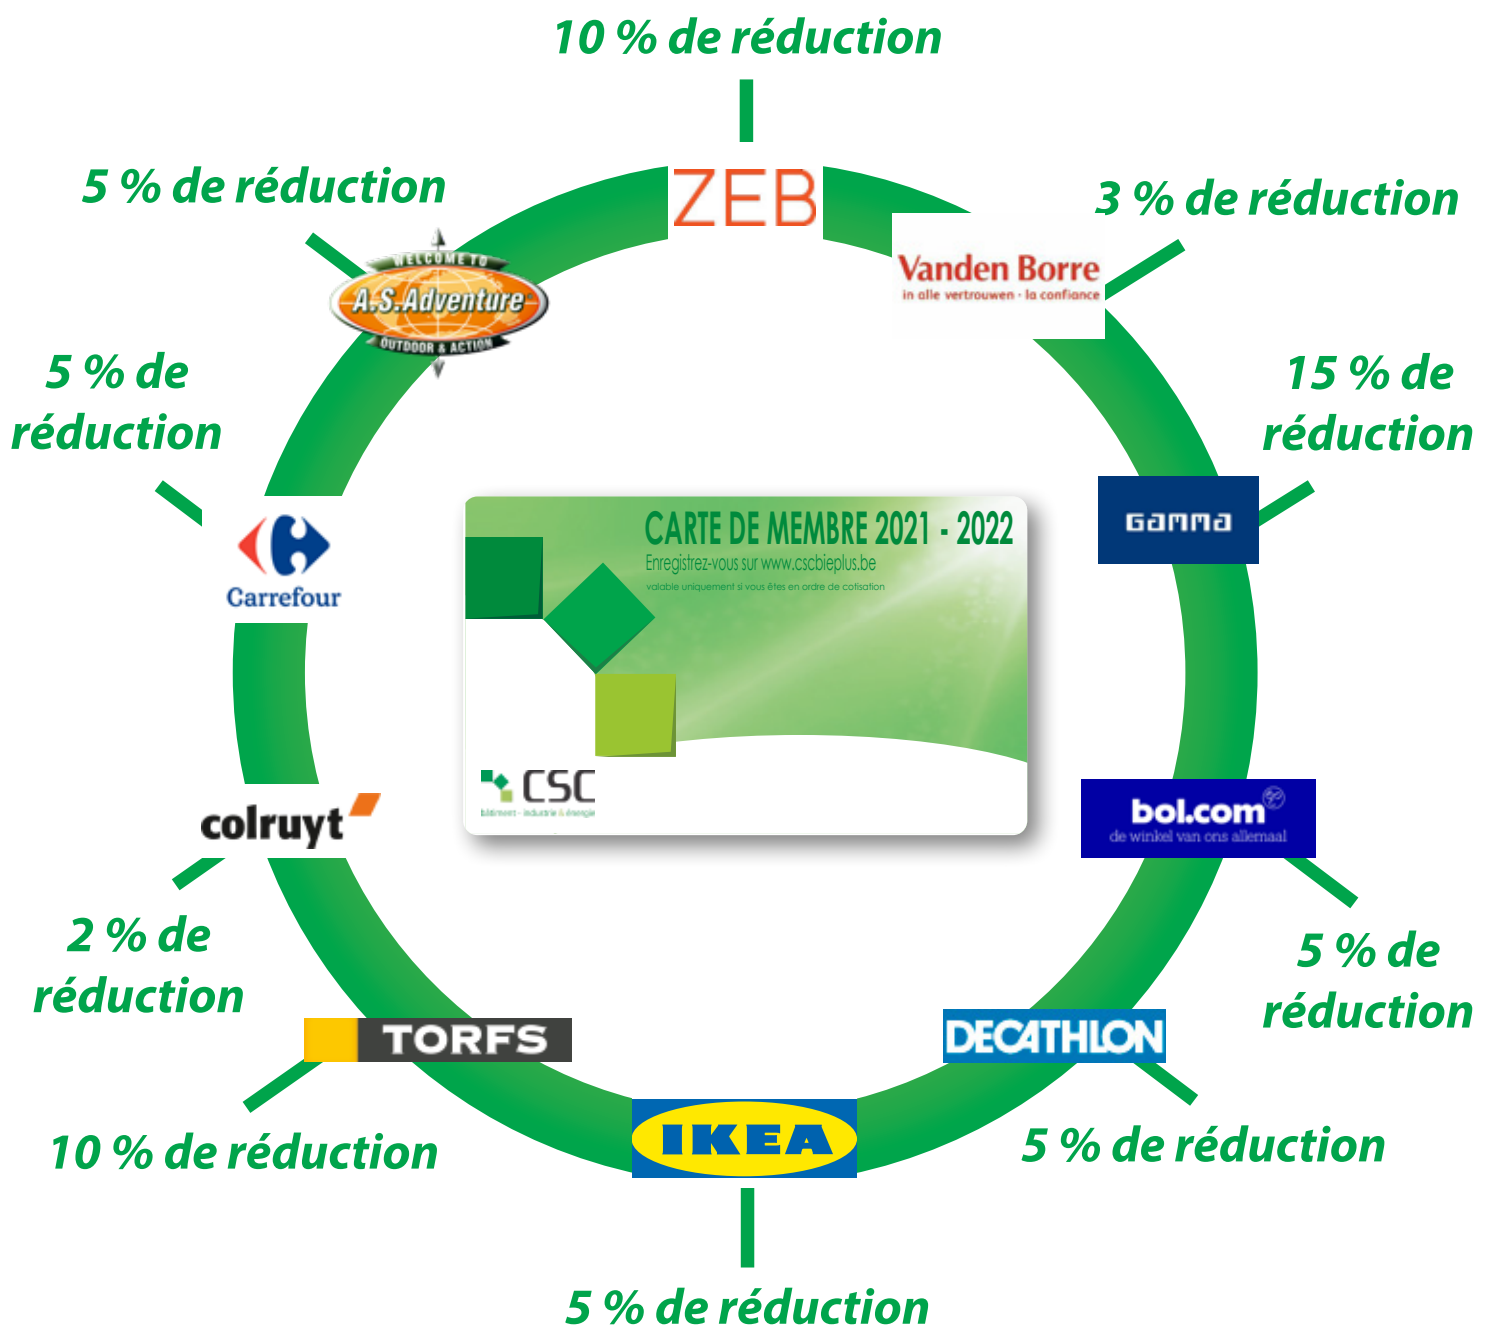 10 % de réduction
5 % de réduction
ZEB
3 % de réduction
WELCOME TO
A.S.Adventure
OUTDOOR & ACTION
Vanden Borre
in alle vertrouwen - la confiance
5 % de
réduction
15 % de
réduction
Carrefour
CARTE DE MEMBRE 2021 - 2022
Enregistrez-vous sur www.cscbieplus.be
valable uniquement si vous êtes en ordre de cotisation
GAMMA
CSC
bâtiment - industrie & énergie
colruyt
bol.com
de winkel van ons allemaal
2 % de
réduction
5 % de
réduction
TORFS
DECATHLON
10 % de réduction
IKEA
5 % de réduction
5 % de réduction